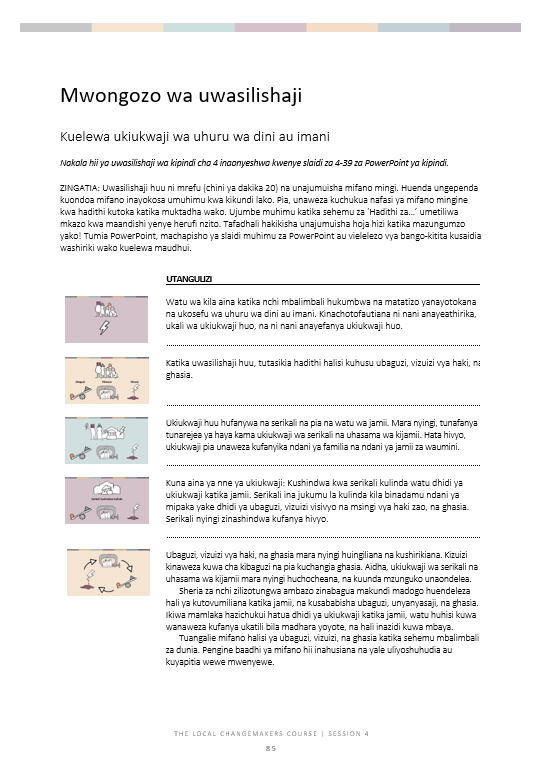 Mwongozo wa uwasilishaji
Kuelewa ukiukwaji wa uhuru wa dini au imani
Nakala hii ya uwasilishaji wa kipindi cha 4 inaonyeshwa kwenye slaidi za 4-39 za PowerPoint ya kipindi.
ZINGATIA: Uwasilishaji huu ni mrefu (chini ya dakika 20) na unajumuisha mifano mingi. Huenda ungependa
kuondoa mifano inayokosa umuhimu kwa kikundi lako. Pia, unaweza kuchukua nafasi ya mifano mingine
kwa hadithi kutoka katika muktadha wako. Ujumbe muhimu katika sehemu za ‘Hadithi za…’ umetiliwa
mkazo kwa maandishi yenye herufi nzito. Tafadhali hakikisha unajumuisha hoja hizi katika mazungumzo
yako! Tumia PowerPoint, machapisho ya slaidi muhimu za PowerPoint au vielelezo vya bango-kitita kusaidia
washiriki wako kuelewa maudhui.
UTANGULIZI
Watu wa kila aina katika nchi mbalimbali hukumbwa na matatizo yanayotokana
na ukosefu wa uhuru wa dini au imani. Kinachotofautiana ni nani anayeathirika,
ukali wa ukiukwaji huo, na ni nani anayefanya ukiukwaji huo.
Katika uwasilishaji huu, tutasikia hadithi halisi kuhusu ubaguzi, vizuizi vya haki, na
ghasia.
Ukiukwaji huu hufanywa na serikali na pia na watu wa jamii. Mara nyingi, tunafanya
tunarejea ya haya kama ukiukwaji wa serikali na uhasama wa kijamii. Hata hivyo,
ukiukwaji pia unaweza kufanyika ndani ya familia na ndani ya jamii za waumini.
Kuna aina ya nne ya ukiukwaji: Kushindwa kwa serikali kulinda watu dhidi ya
ukiukwaji katika jamii. Serikali ina jukumu la kulinda kila binadamu ndani ya
mipaka yake dhidi ya ubaguzi, vizuizi visivyo na msingi vya haki zao, na ghasia.
Serikali nyingi zinashindwa kufanya hivyo.
Ubaguzi, vizuizi vya haki, na ghasia mara nyingi huingiliana na kushirikiana. Kizuizi
kinaweza kuwa cha kibaguzi na pia kuchangia ghasia. Aidha, ukiukwaji wa serikali na
uhasama wa kijamii mara nyingi huchocheana, na kuunda mzunguko unaondelea.
Sheria za nchi zilizotungwa ambazo zinabagua makundi madogo huendeleza
hali ya kutovumiliana katika jamii, na kusababisha ubaguzi, unyanyasaji, na ghasia.
Ikiwa mamlaka hazichukui hatua dhidi ya ukiukwaji katika jamii, watu huhisi kuwa
wanaweza kufanya ukatili bila madhara yoyote, na hali inazidi kuwa mbaya.
Tuangalie mifano halisi ya ubaguzi, vizuizi, na ghasia katika sehemu mbalimbali
za dunia. Pengine baadhi ya mifano hii inahusiana na yale uliyoshuhudia au
kuyapitia wewe mwenyewe.
THE LOCAL CHANGEMAKERS COURSE | SESSION 4
85